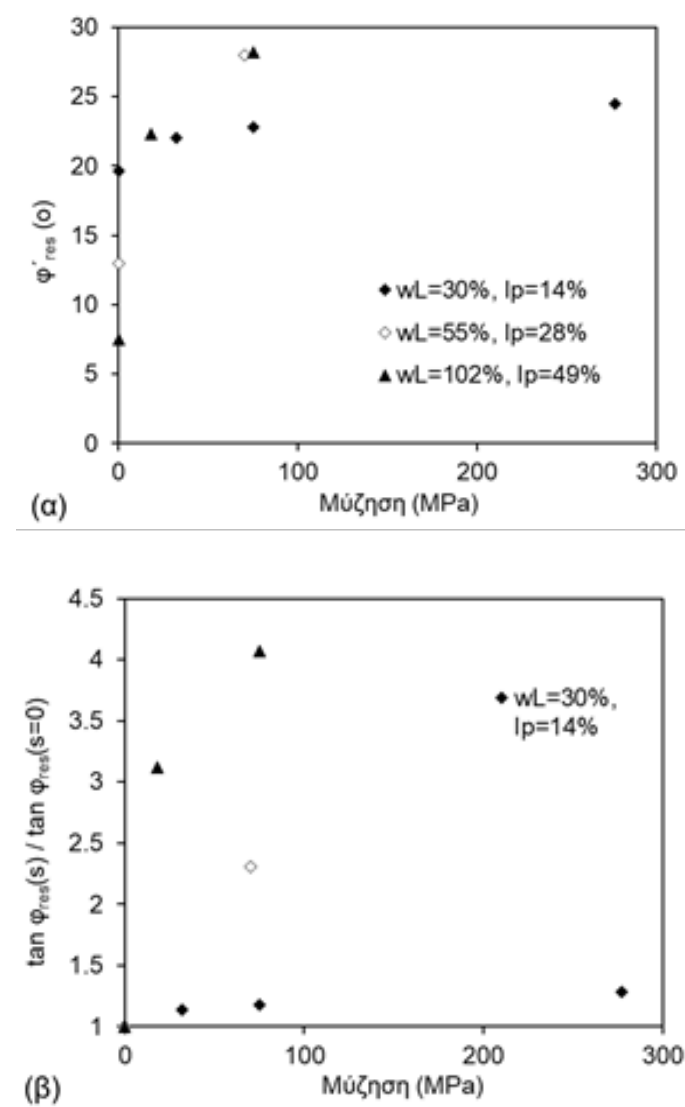 30
25
20
15
10
5
0
φ´res (o)
wL=30%, Ip=14%
wL=55%, Ip=28%
wL=102%, Ip=49%
0 100 200 300
Μύζηση (MPa)
(α)
4.5
4
3.5
3
2.5
2
1.5
1
tan φres(s) / tan φres(s=0)
wL=30%,
Ip=14%
0 100 200 300
Μύζηση (MPa)
(β)